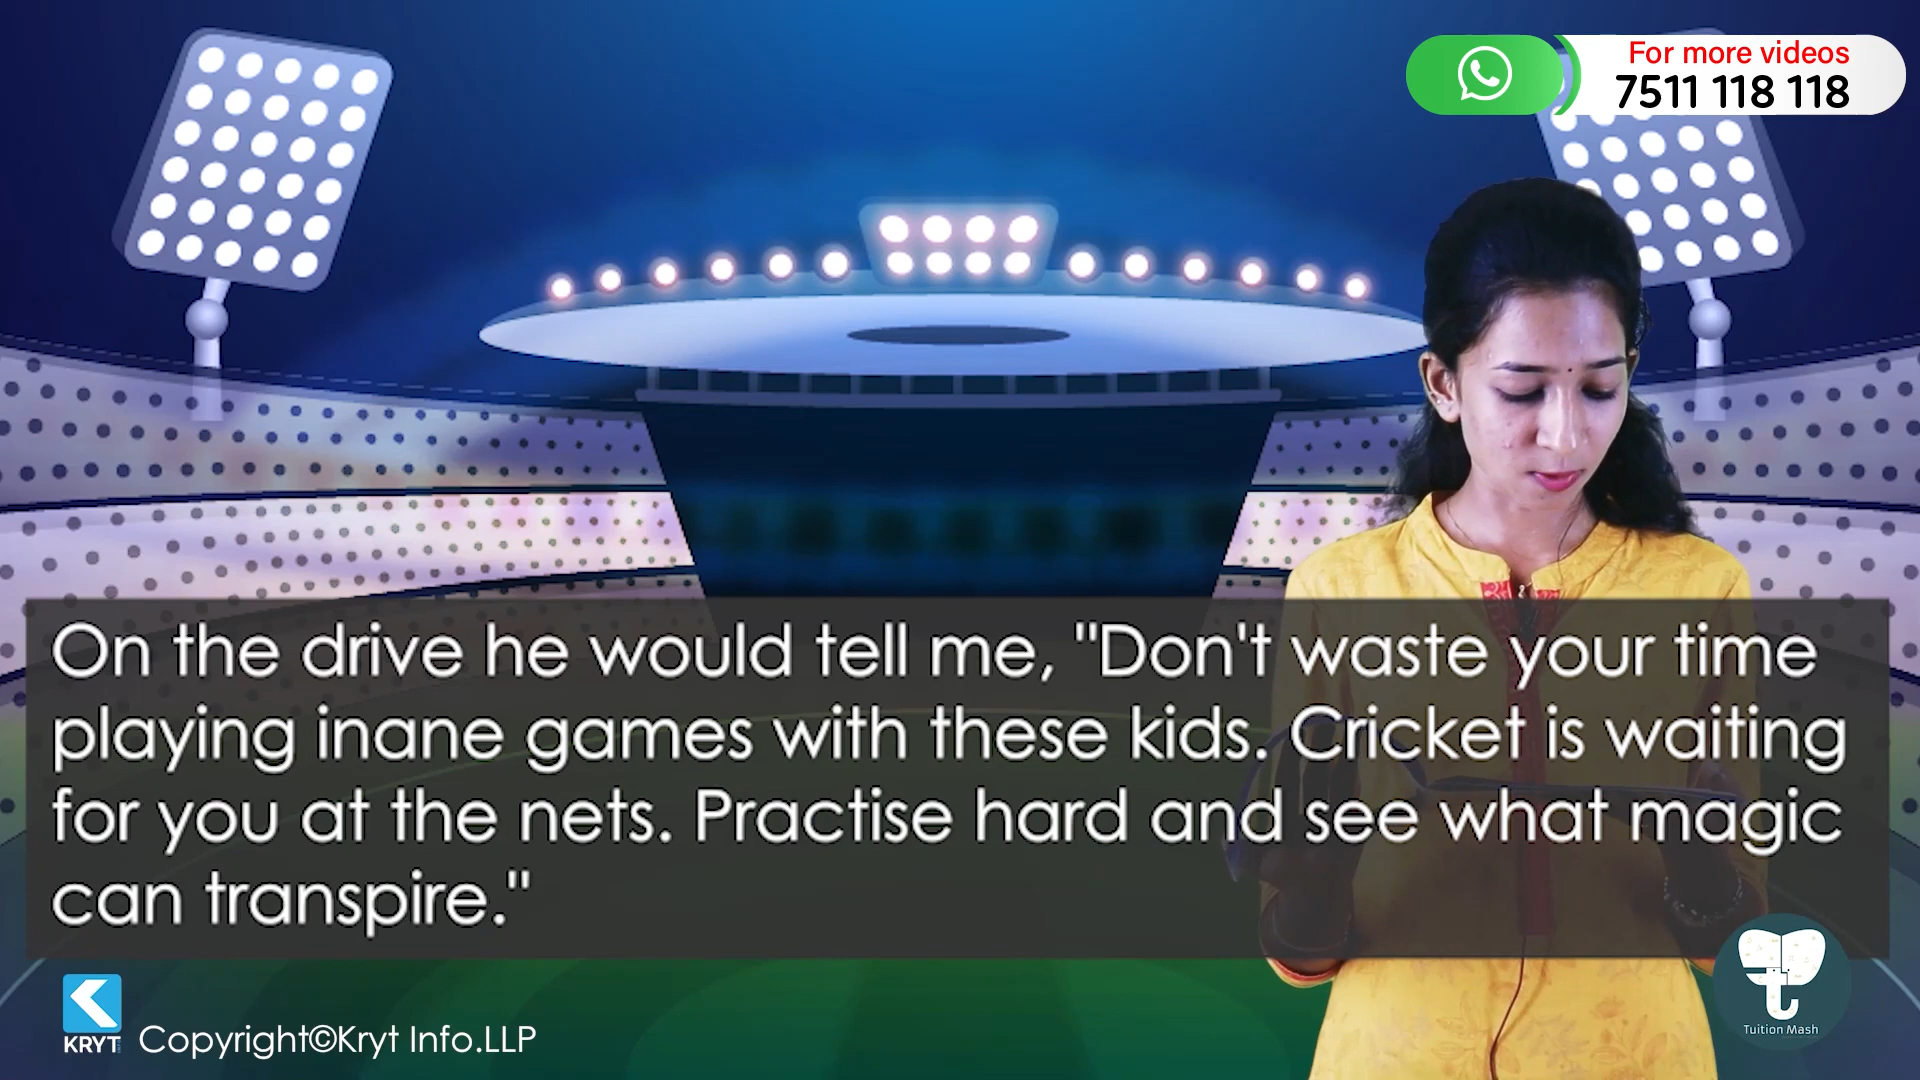 For more videos
7511 118 118
On the drive he would tell me, "Don't waste your time
playing inane games with these kids. Cricket is waiting
for you at the nets. Practise hard and see what magic
can transpire."
KRYT
Copyright©Kryt Info.LLP
Tuition Mash